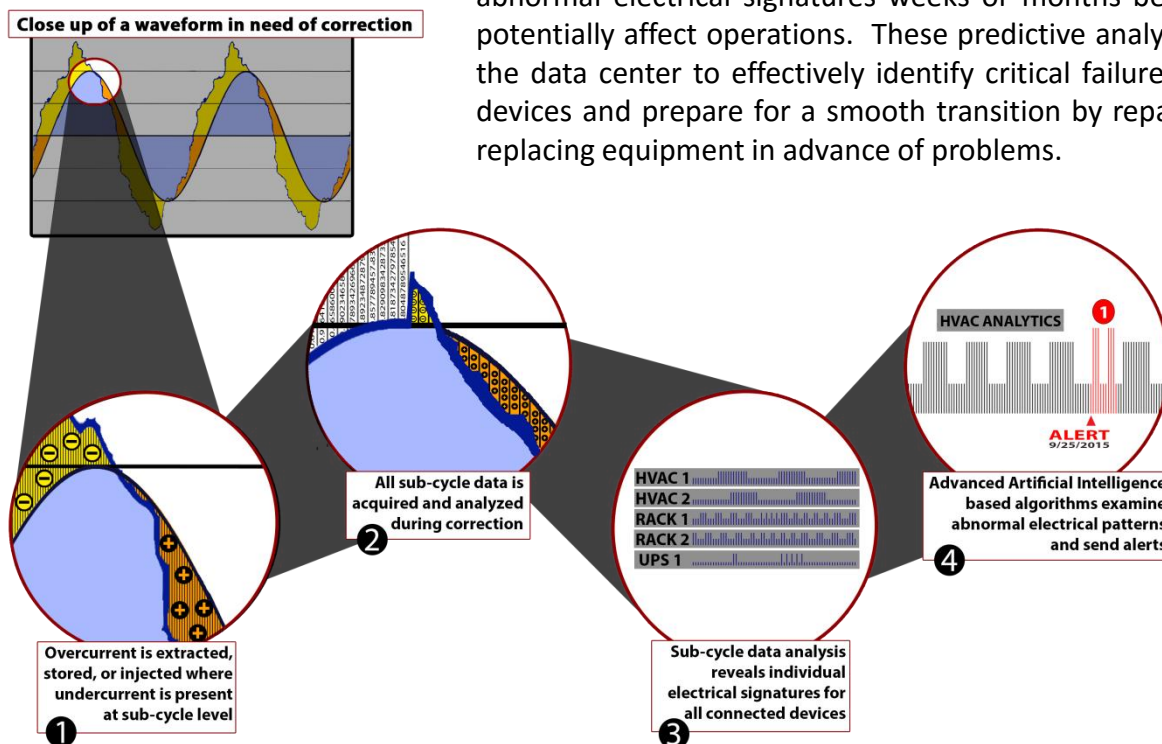 abnormal electrical signatures weeks or months
potentially affect operations. These predictive
the data center to effectively identify critical
devices and prepare for a smooth transition by
replacing equipment in advance of problems.
Close up of a waveform in need of correction
Overcurrent is extracted,
stored, or injected where
undercurrent is present
at sub-cycle level
1
All sub-cycle data is
acquired and analyzed
during correction
2
HVAC 1
HVAC 2
RACK 1
RACK 2
UPS 1
Sub-cycle data analysis
reveals individual
electrical signatures for
all connected devices
3
HVAC ANALYTICS
1
ALERT
9/25/2015
Advanced Artificial Intelligence
based algorithms examine
abnormal electrical patterns
and send alerts
4